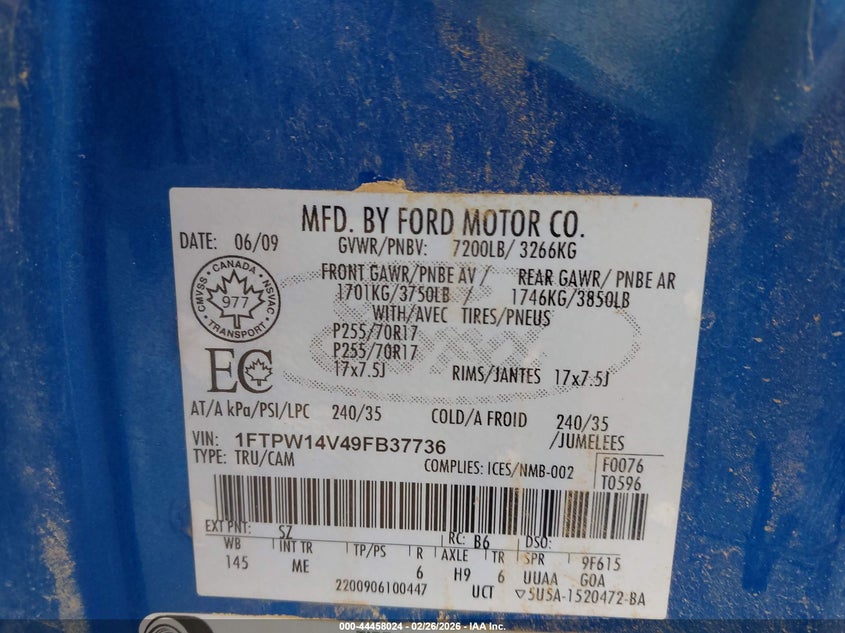 MFD. BY FORD MOTOR CO.
DATE: 06/09
GVWR/PNBV: 7200LB/ 3266KG
CMVSS · CANADA · NSVAC
977
TRANSPORT
FRONT GAWR/PNBE AV / REAR GAWR/ PNBE AR
1701KG/3750LB / 1746KG/3850LB
WITH/AVEC TIRES/PNEUS
P255/70R17
P255/70R17
17x7.5J RIMS/JANTES 17x7.5J
EC
AT/A kPa/PSI/LPC 240/35 COLD/A FROID 240/35
/JUMELEES
VIN: 1FTPW14V49FB37736
TYPE: TRU/CAM COMPLIES: ICES/NMB-002 F0076
T0596
EXT PNT: SZ RC: B6 DSO:
WB INT TR TP/PS R AXLE TR SPR 9F615
145 ME 6 H9 6 UUAA GOA
2200906100447 UCT ▽5U5A-1520472-BA
000-44458024 | 02/26/2026 - IAA Inc.